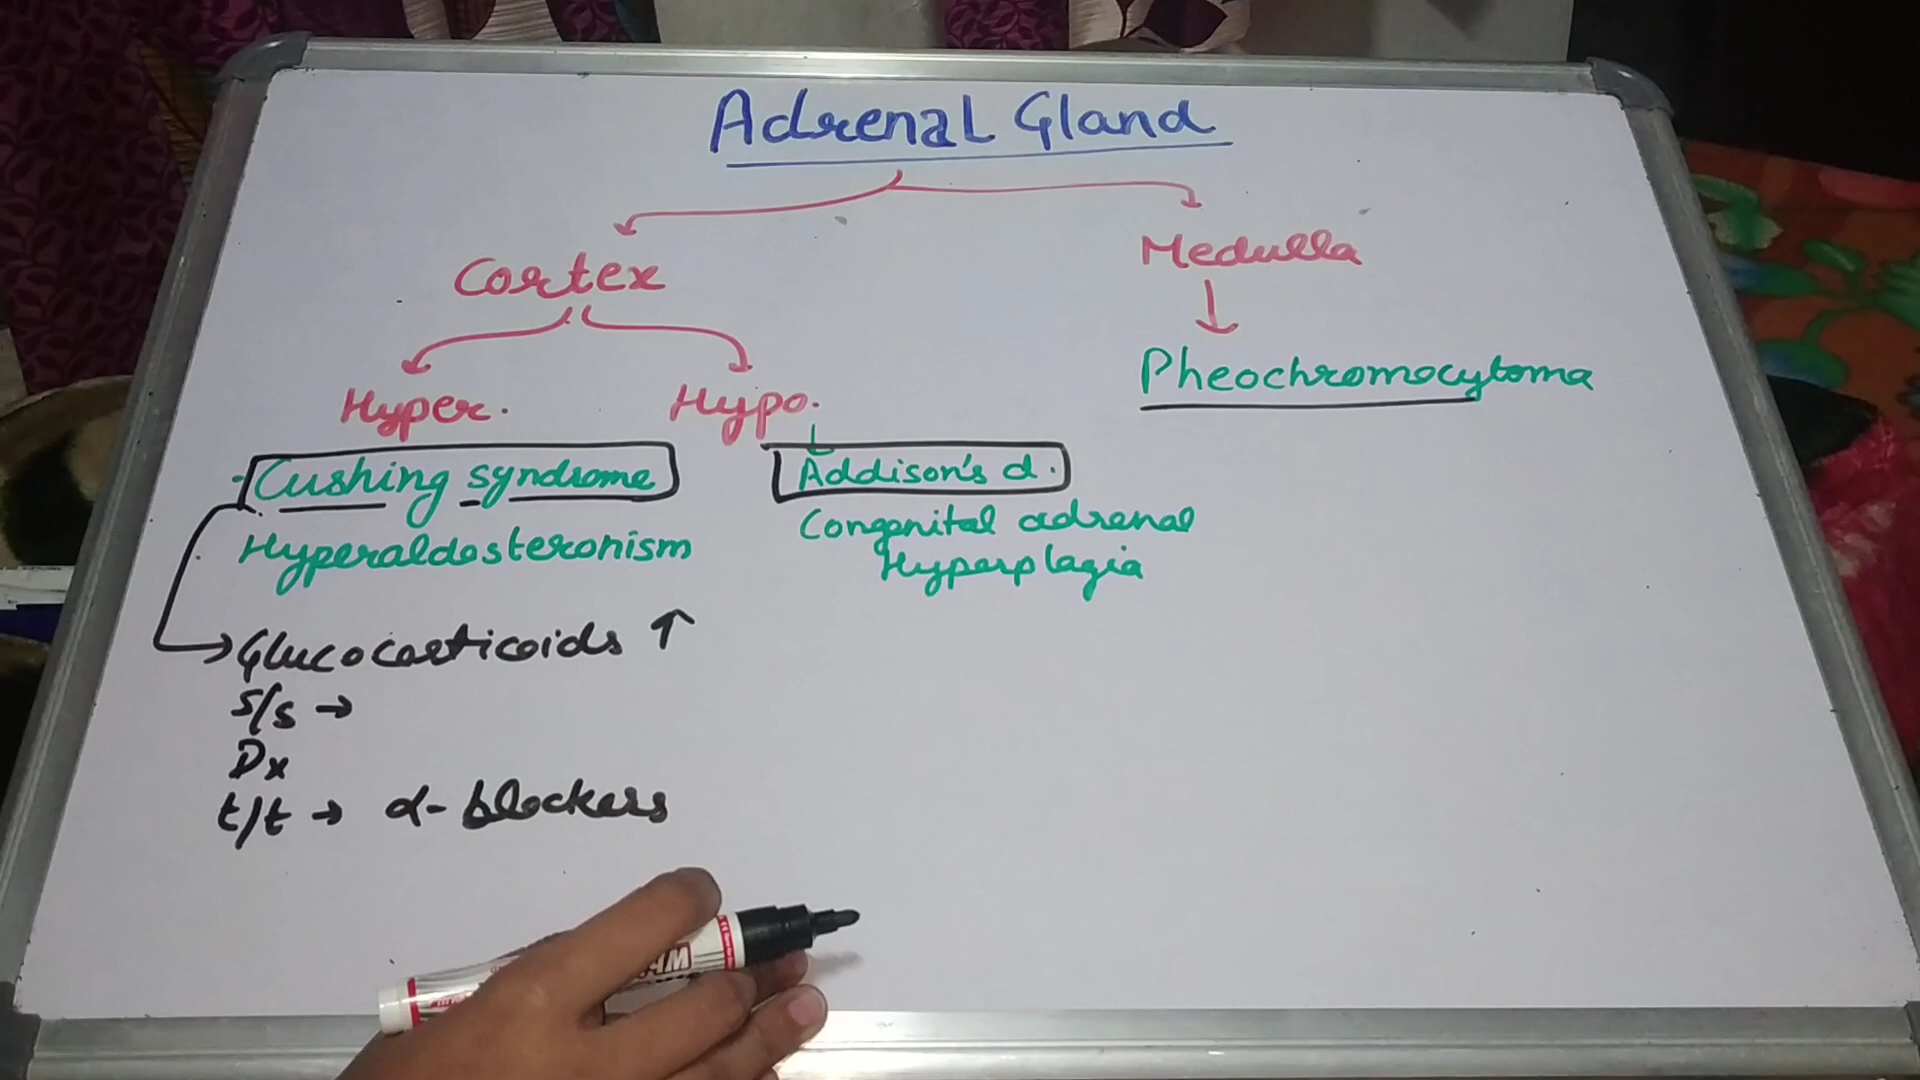 Adrenal Gland
Cortex
Medulla
Hyper.
Hypo.
Pheochromocytoma
Cushing syndrome
Addison's d.
Hyperaldosteronism
Congenital adrenal
Hyperplagia
Glucocorticoids ↑
S/s →
Dx
t/t → α-blockers